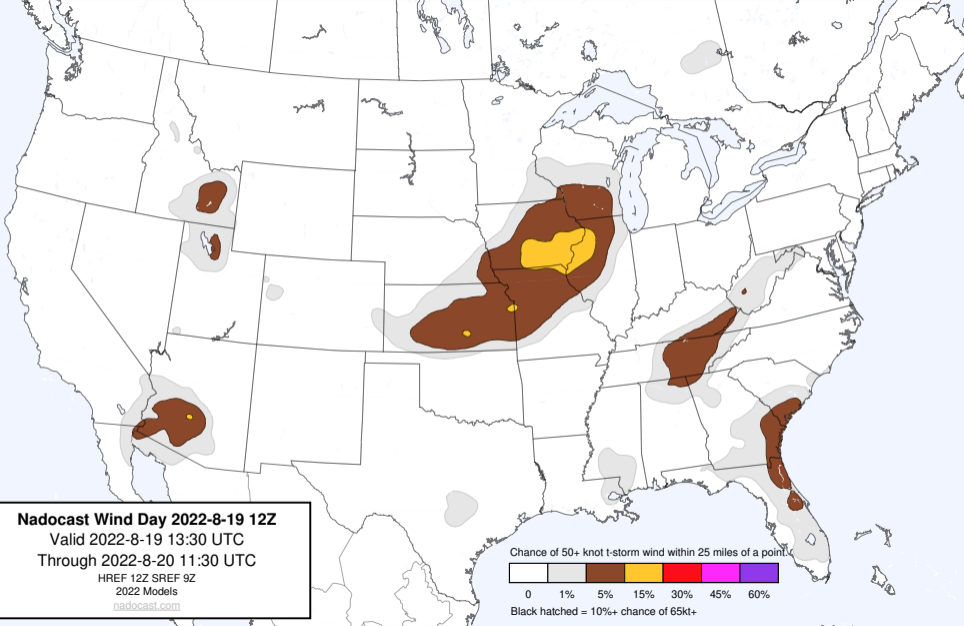 Nadocast Wind Day 2022-8-19 12Z
Valid 2022-8-19 13:30 UTC
Through 2022-8-20 11:30 UTC
HREF 12Z SREF 9Z
2022 Models
nadocast.com
Chance of 50+ knot t-storm wind within 25 miles of a point.
0 1% 5% 15% 30% 45% 60%
Black hatched = 10%+ chance of 65kt+